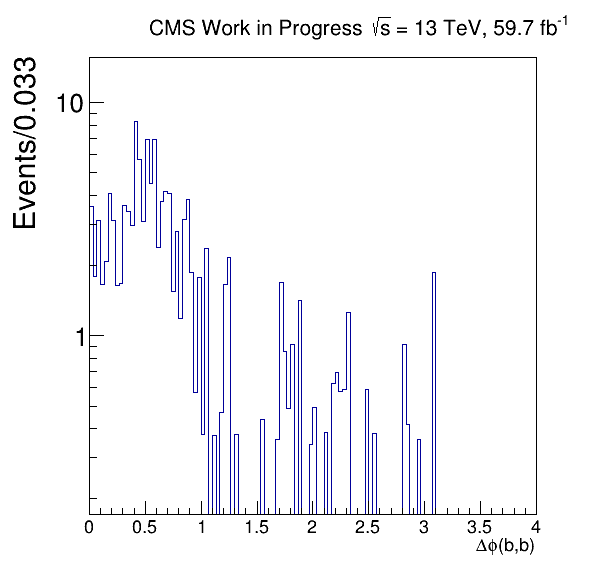 CMS Work in Progress √s = 13 TeV, 59.7 fb⁻¹
Events/0.033
10
1
0 0.5 1 1.5 2 2.5 3 3.5 4
Δϕ(b,b)